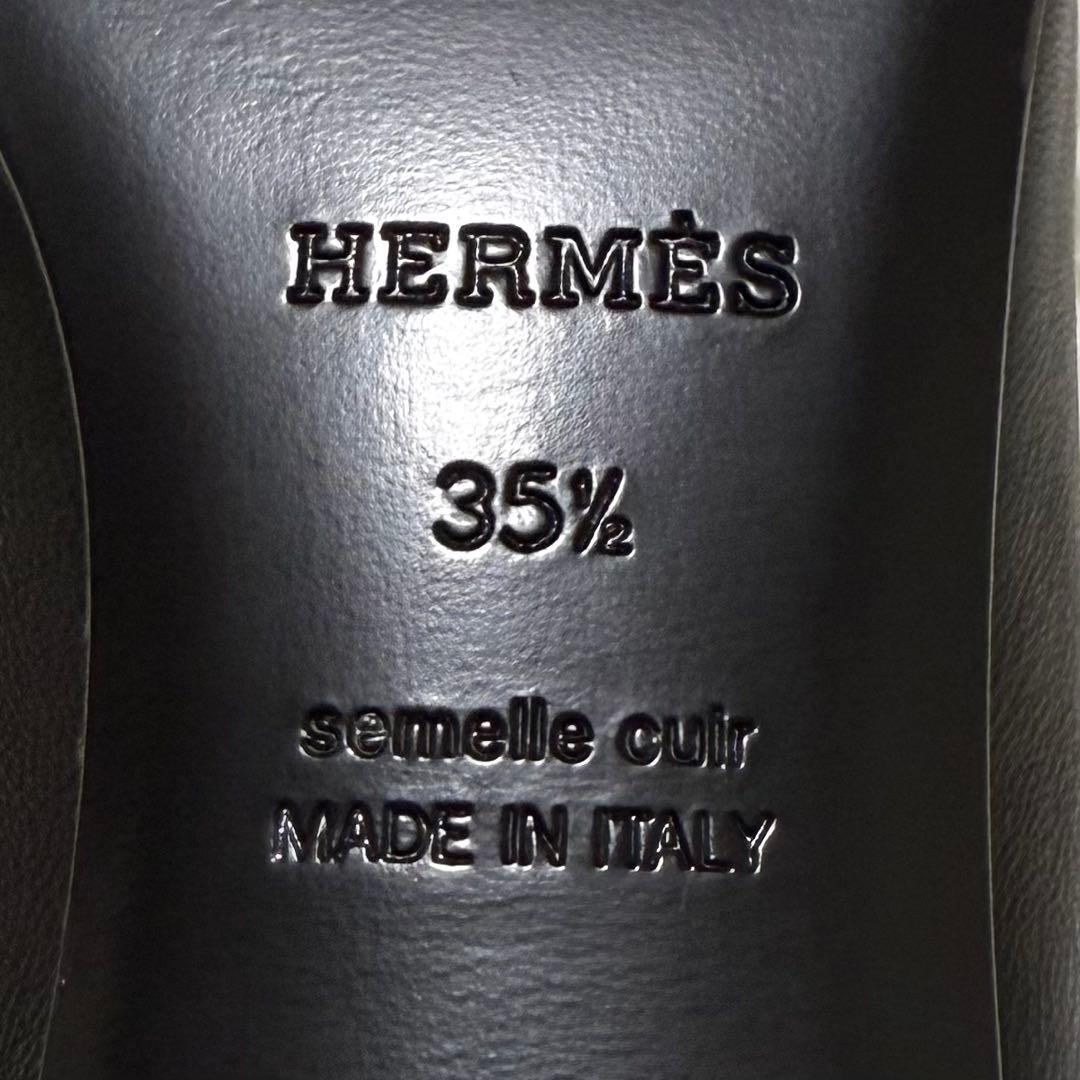 HERMÈS
35½
semelle cuir
MADE IN ITALY